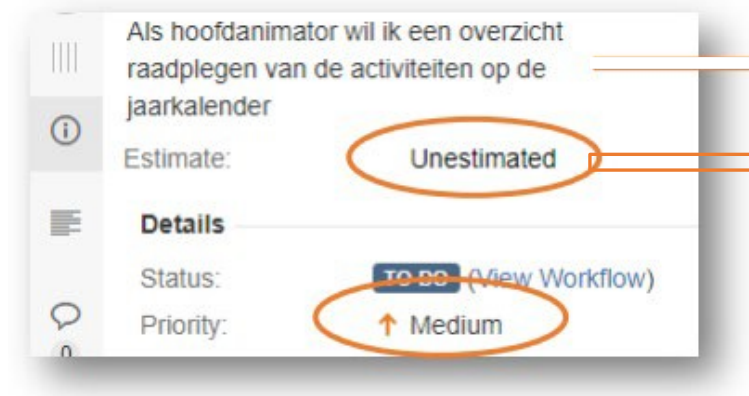 Als hoofdanimator wil ik een overzicht
raadplegen van de activiteiten op de
jaarkalender
Estimate: Unestimated
Details
Status: TO DO (View Workflow)
Priority: Medium
0